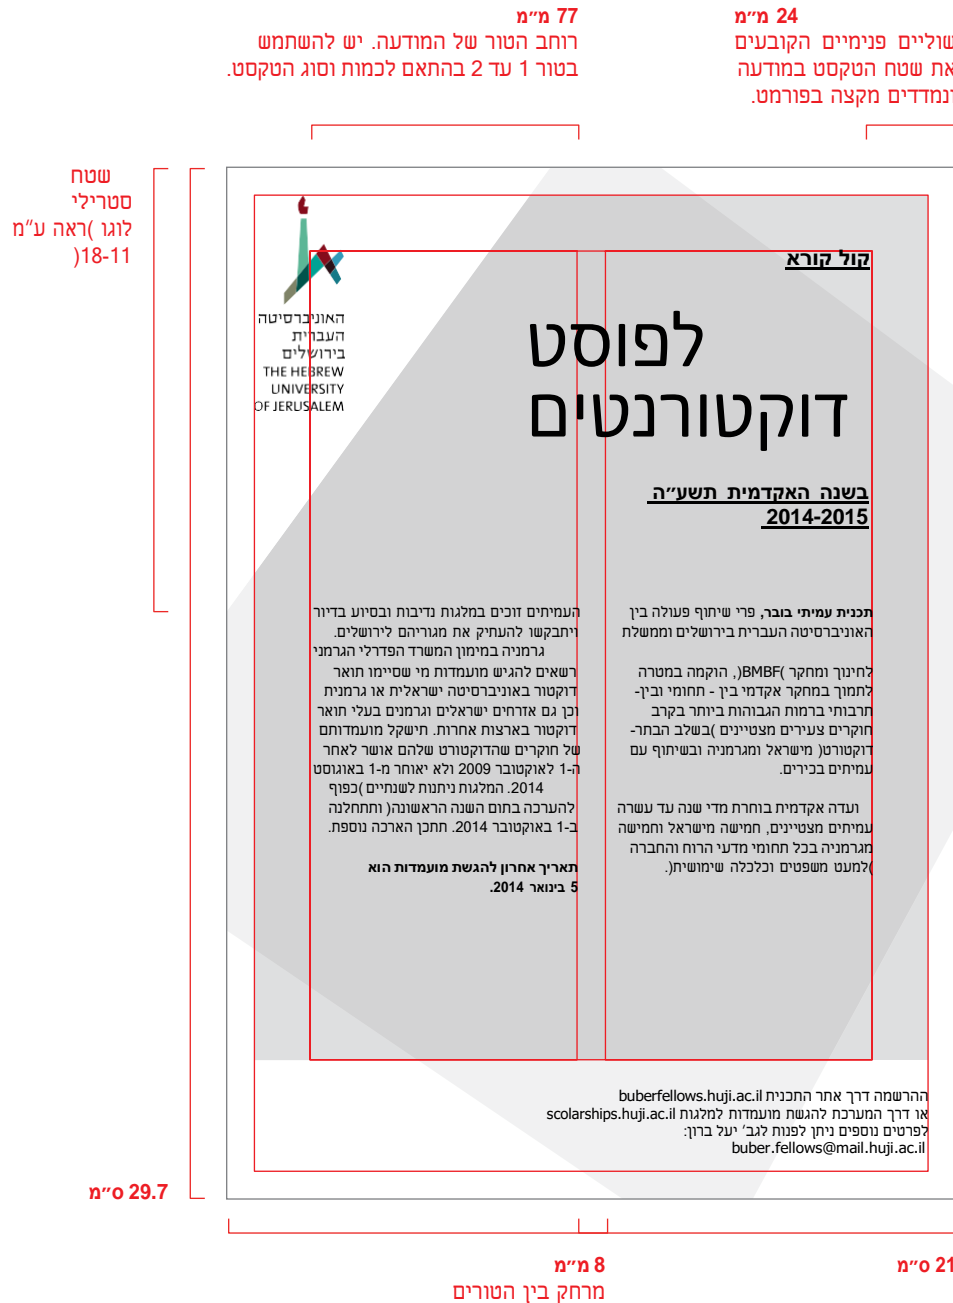 24 מ״מ
שוליים פנימיים הקובעים
את שטח הטקסט במודעה
ונמדדים מקצה בפורמט.
77 מ״מ
רוחב הטור של המודעה. יש להשתמש
בטור 1 עד 2 בהתאם לכמות וסוג הטקסט.
שטח
סטרילי
לוגו )ראה ע״מ
18-11(
האוניברסיטה
העברית
בירושלים
THE HEBREW
UNIVERSITY
OF JERUSALEM
קול קורא
לפוסט
דוקטורנטים
בשנה האקדמית תשע״ה
2014-2015
תכנית עמיתי בובר, פרי שיתוף פעולה בין
האוניברסיטה העברית בירושלים וממשלת
לחינוך ומחקר )BMBF(, הוקמה במטרה
לתמוך במחקר אקדמי בין - תחומי ובין-
תרבותי ברמות הגבוהות ביותר בקרב
חוקרים צעירים מצטיינים )בשלב הבתר-
דוקטורט( מישראל ומגרמניה ובשיתוף עם
עמיתים בכירים.
ועדה אקדמית בוחרת מדי שנה עד עשרה
עמיתים מצטיינים, חמישה מישראל וחמישה
מגרמניה בכל תחומי מדעי הרוח והחברה
)למעט משפטים וכלכלה שימושית(.
העמיתים זוכים במלגות נדיבות ובסיוע בדיור
ויתבקשו להעתיק את מגוריהם לירושלים.
גרמניה במימון המשרד הפדרלי הגרמני
רשאים להגיש מועמדות מי שסיימו תואר
דוקטור באוניברסיטה ישראלית או גרמנית
וכן גם אזרחים ישראלים וגרמנים בעלי תואר
דוקטור בארצות אחרות. תישקל מועמדותם
של חוקרים שהדוקטורט שלהם אושר לאחר
ה-1 לאוקטובר 2009 ולא יאוחר מ-1 באוגוסט
2014. המלגות ניתנות לשנתיים )כפוף
להערכה בתום השנה הראשונה( ותתחלנה
ב-1 באוקטובר 2014. תתכן הארכה נוספת.
תאריך אחרון להגשת מועמדות הוא
5 בינואר 2014.
ההרשמה דרך אתר התכנית buberfellows.huji.ac.il
או דרך המערכת להגשת מועמדות למלגות scolarships.huji.ac.il
לפרטים נוספים ניתן לפנות לגב׳ יעל ברון:
buber.fellows@mail.huji.ac.il
29.7 ס״מ
21 ס״מ
8 מ״מ
מרחק בין הטורים